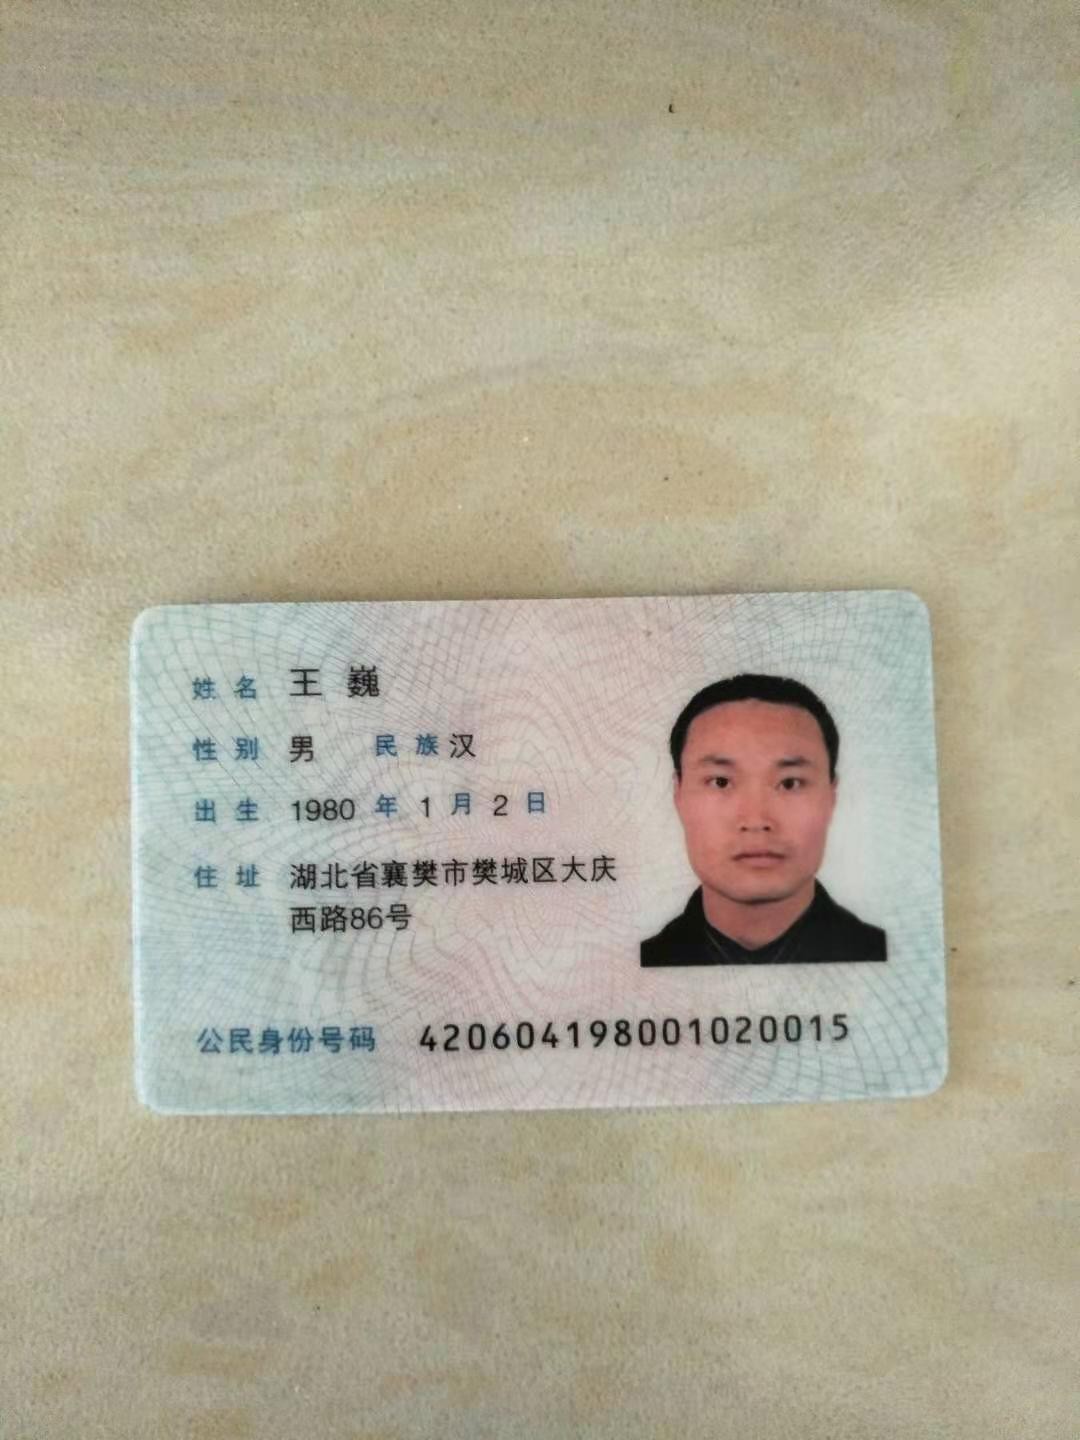 姓名 王巍
性别 男 民族 汉
出生 1980 年 1 月 2 日
住址 湖北省襄樊市樊城区大庆
西路86号
公民身份号码 420604198001020015